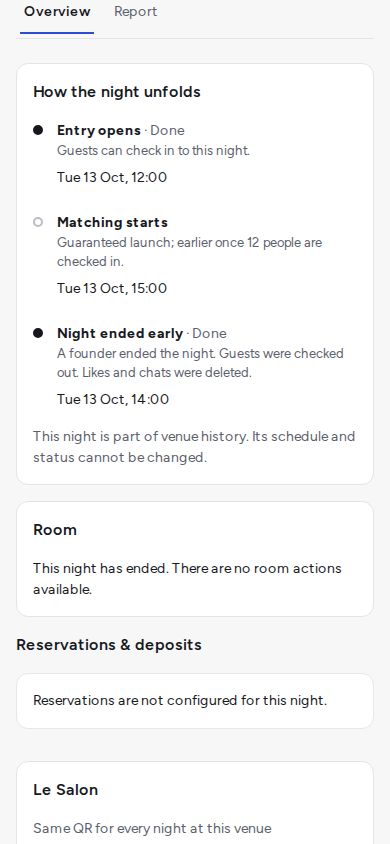 Overview Report
How the night unfolds
Entry opens · Done
Guests can check in to this night.
Tue 13 Oct, 12:00
Matching starts
Guaranteed launch; earlier once 12 people are
checked in.
Tue 13 Oct, 15:00
Night ended early · Done
A founder ended the night. Guests were checked
out. Likes and chats were deleted.
Tue 13 Oct, 14:00
This night is part of venue history. Its schedule and
status cannot be changed.
Room
This night has ended. There are no room actions
available.
Reservations & deposits
Reservations are not configured for this night.
Le Salon
Same QR for every night at this venue